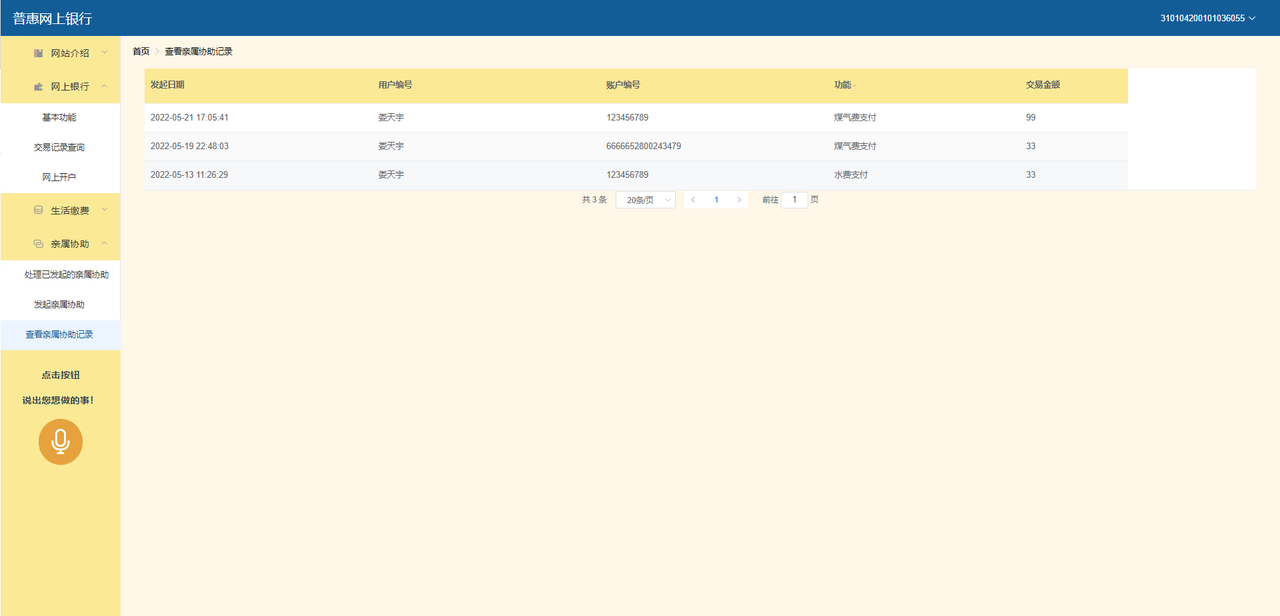 普惠网上银行
310104200101036055
网站介绍
网上银行
基本功能
交易记录查询
网上开户
生活缴费
亲属协助
处理已发起的亲属协助
发起亲属协助
查看亲属协助记录
点击按钮
说出您想做的事!
首页 > 查看亲属协助记录
发起日期 用户编号 账户编号 功能 交易金额
2022-05-21 17:05:41 娄天宇 123456789 煤气费支付 99
2022-05-19 22:48:03 娄天宇 6666652800243479 煤气费支付 33
2022-05-13 11:26:29 娄天宇 123456789 水费支付 33
共 3 条 20条/页 < 1 > 前往 1 页